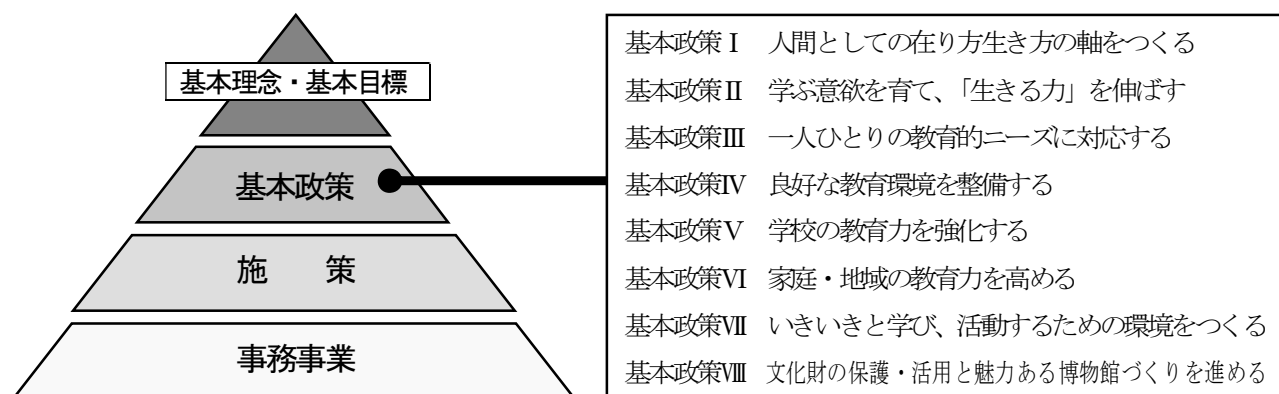 基本理念・基本目標
基本政策
施　　策
事務事業
基本政策Ⅰ　人間としての在り方生き方の軸をつくる
基本政策Ⅱ　学ぶ意欲を育て、「生きる力」を伸ばす
基本政策Ⅲ　一人ひとりの教育的ニーズに対応する
基本政策Ⅳ　良好な教育環境を整備する
基本政策Ⅴ　学校の教育力を強化する
基本政策Ⅵ　家庭・地域の教育力を高める
基本政策Ⅶ　いきいきと学び、活動するための環境をつくる
基本政策Ⅷ　文化財の保護・活用と魅力ある博物館づくりを進める